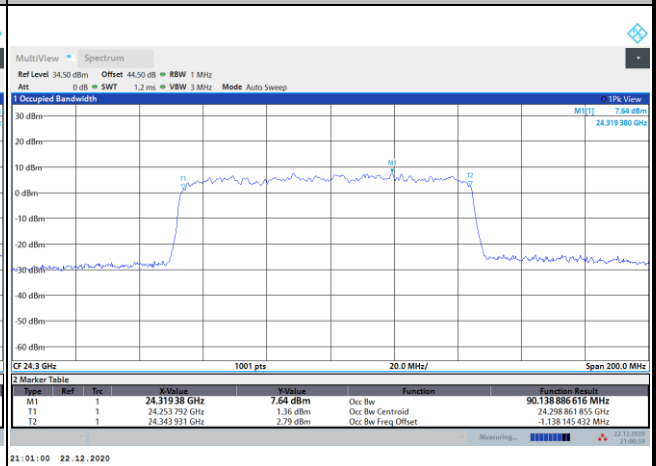 MultiView Spectrum
Ref Level 34.50 dBm Offset 44.50 dB RBW 1 MHz
Att 0 dB SWT 1.2 ms VBW 3 MHz Mode Auto Sweep
1 Occupied Bandwidth 1Pk View
M1[1] 7.64 dBm
24.319 380 GHz
30 dBm
20 dBm
M1
10 dBm
T1 T2
0 dBm
-10 dBm
-20 dBm
-30 dBm
-40 dBm
-50 dBm
-60 dBm
CF 24.3 GHz 1001 pts 20.0 MHz/ Span 200.0 MHz
2 Marker Table
Type Ref Trc X-Value Y-Value Function Function Result
M1 1 24.319 38 GHz 7.64 dBm Occ Bw 90.138 886 616 MHz
T1 1 24.253 792 GHz 1.36 dBm Occ Bw Centroid 24.298 861 855 GHz
T2 1 24.343 931 GHz 2.79 dBm Occ Bw Freq Offset -1.138 145 432 MHz
Measuring... 22.12.2020
21:00:59
21:01:00 22.12.2020